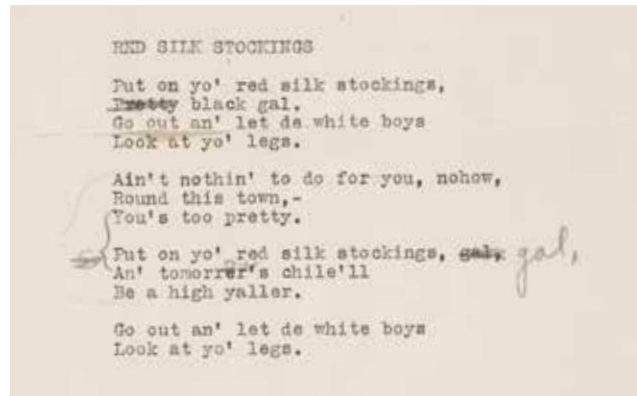 RED SILK STOCKINGS
Put on yo' red silk stockings,
Pretty black gal.
Go out an' let de white boys
Look at yo' legs.
Ain't nothin' to do for you, nohow,
Round this town,-
You's too pretty.
Put on yo' red silk stockings, gal, gal,
An' tomorrer's chile'll
Be a high yaller.
Go out an' let de white boys
Look at yo' legs.